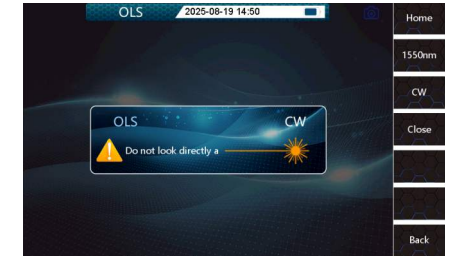 OLS
2025-08-19 14:50
Home
1550nm
CW
Close
Back
OLS
CW
Do not look directly a